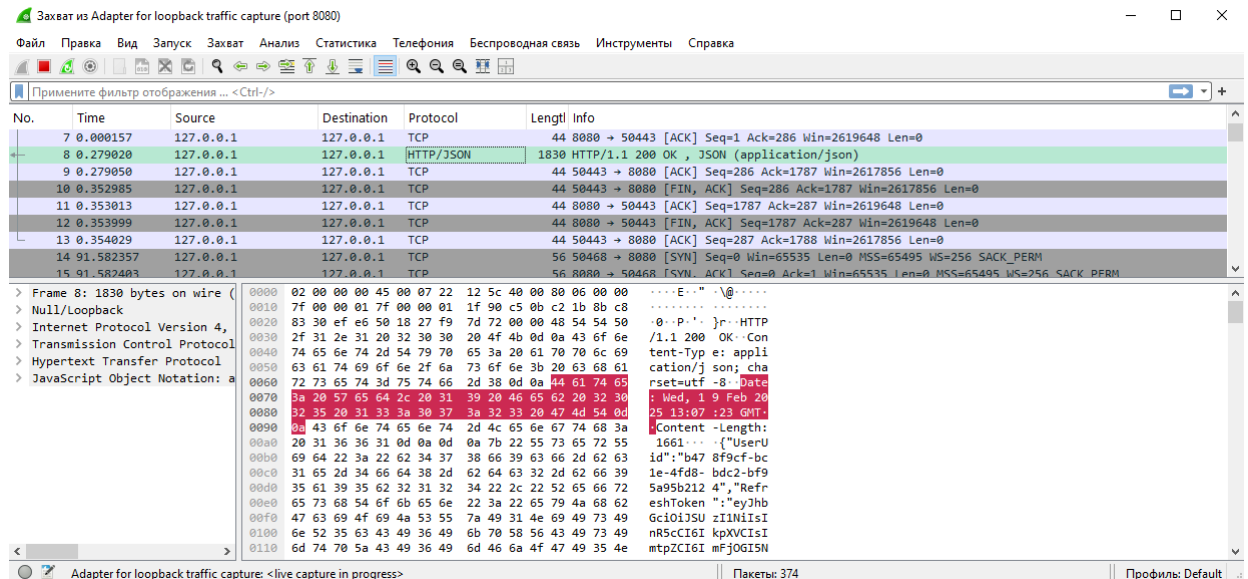 Захват из Adapter for loopback traffic capture (port 8080)
Файл Правка Вид Запуск Захват Анализ Статистика Телефония Беспроводная связь Инструменты Справка
Примените фильтр отображения ... <Ctrl-/>
No. Time Source Destination Protocol Lengtl Info
7 0.000157 127.0.0.1 127.0.0.1 TCP 44 8080 → 50443 [ACK] Seq=1 Ack=286 Win=2619648 Len=0
8 0.279020 127.0.0.1 127.0.0.1 HTTP/JSON 1830 HTTP/1.1 200 OK , JSON (application/json)
9 0.279050 127.0.0.1 127.0.0.1 TCP 44 50443 → 8080 [ACK] Seq=286 Ack=1787 Win=2617856 Len=0
10 0.352985 127.0.0.1 127.0.0.1 TCP 44 50443 → 8080 [FIN, ACK] Seq=286 Ack=1787 Win=2617856 Len=0
11 0.353013 127.0.0.1 127.0.0.1 TCP 44 8080 → 50443 [ACK] Seq=1787 Ack=287 Win=2619648 Len=0
12 0.353999 127.0.0.1 127.0.0.1 TCP 44 8080 → 50443 [FIN, ACK] Seq=1787 Ack=287 Win=2619648 Len=0
13 0.354029 127.0.0.1 127.0.0.1 TCP 44 50443 → 8080 [ACK] Seq=287 Ack=1788 Win=2617856 Len=0
14 91.582357 127.0.0.1 127.0.0.1 TCP 56 50468 → 8080 [SYN] Seq=0 Win=65535 Len=0 MSS=65495 WS=256 SACK_PERM
15 91.582403 127.0.0.1 127.0.0.1 TCP 56 8080 → 50468 [SYN, ACK] Seq=0 Ack=1 Win=65535 Len=0 MSS=65495 WS=256 SACK_PERM
Frame 8: 1830 bytes on wire (
Null/Loopback
Internet Protocol Version 4,
Transmission Control Protocol
Hypertext Transfer Protocol
JavaScript Object Notation: a
0000 02 00 00 00 45 00 07 22 12 5c 40 00 80 06 00 00 ····E··" ·\@·····
0010 7f 00 00 01 7f 00 00 01 1f 90 c5 0b c2 1b 8b c8 ········ ········
0020 83 30 ef e6 50 18 27 f9 7d 72 00 00 48 54 54 50 ·0··P·'· }r··HTTP
0030 2f 31 2e 31 20 32 30 30 20 4f 4b 0d 0a 43 6f 6e /1.1 200 OK··Con
0040 74 65 6e 74 2d 54 79 70 65 3a 20 61 70 70 6c 69 tent-Typ e: appli
0050 63 61 74 69 6f 6e 2f 6a 73 6f 6e 3b 20 63 68 61 cation/j son; cha
0060 72 73 65 74 3d 75 74 66 2d 38 0d 0a 44 61 74 65 rset=utf -8··Date
0070 3a 20 57 65 64 2c 20 31 39 20 46 65 62 20 32 30 : Wed, 1 9 Feb 20
0080 32 35 20 31 33 3a 30 37 3a 32 33 20 47 4d 54 0d 25 13:07 :23 GMT·
0090 0a 43 6f 6e 74 65 6e 74 2d 4c 65 6e 67 74 68 3a ·Content -Length:
00a0 20 31 36 36 31 0d 0a 0d 0a 7b 22 55 73 65 72 55 1661··· ·{"UserU
00b0 69 64 22 3a 22 62 34 37 38 66 39 63 66 2d 62 63 id":"b47 8f9cf-bc
00c0 31 65 2d 34 66 64 38 2d 62 64 63 32 2d 62 66 39 1e-4fd8- bdc2-bf9
00d0 35 61 39 35 62 32 31 32 34 22 2c 22 52 65 66 72 5a95b212 4","Refr
00e0 65 73 68 54 6f 6b 65 6e 22 3a 22 65 79 4a 68 62 eshToken ":"eyJhb
00f0 47 63 69 4f 69 4a 53 55 7a 49 31 4e 69 49 73 49 GciOiJSU zI1NiIsI
0100 6e 52 35 63 43 49 36 49 6b 70 58 56 43 49 73 49 nR5cCI6I kpXVCIsI
0110 6d 74 70 5a 43 49 36 49 6d 46 6a 4f 47 49 35 4e mtpZCI6I mFjOGI5N
Adapter for loopback traffic capture: <live capture in progress> Пакеты: 374 Профиль: Default